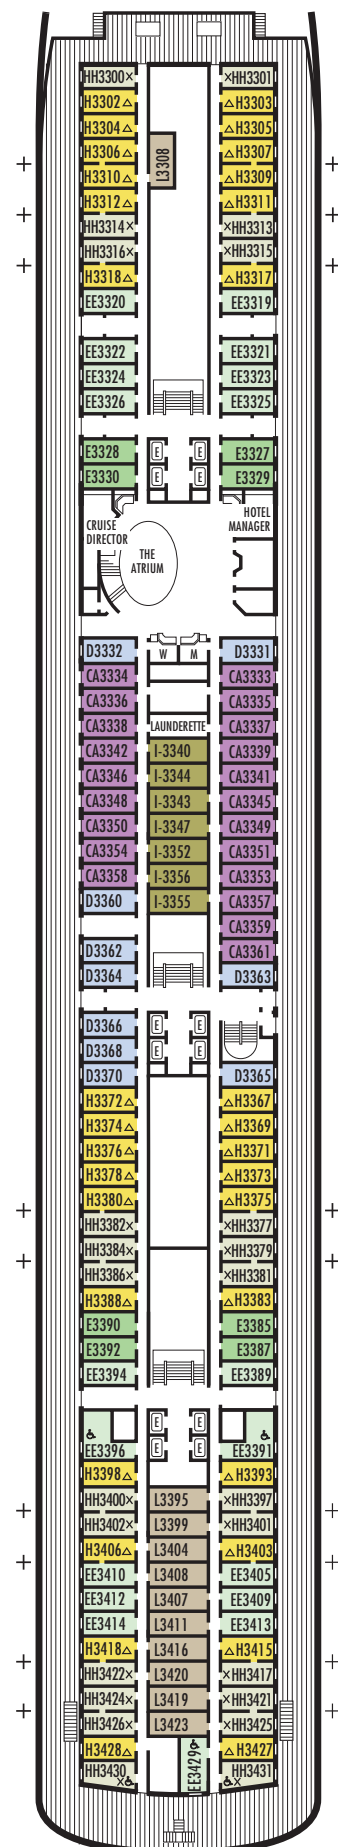 HH3300× ×HH3301
H3302△ △H3303
H3304△ △H3305
H3306△ L3308 △H3307
H3310△ △H3309
H3312△ △H3311
HH3314× ×HH3313
HH3316× ×HH3315
H3318△ △H3317
EE3320 EE3319
EE3322 EE3321
EE3324 EE3323
EE3326 EE3325
E3328 E E E3327
E3330 E E E3329
CRUISE DIRECTOR
THE ATRIUM
HOTEL MANAGER
D3332 W M D3331
CA3334 CA3333
CA3336 CA3335
CA3338 LAUNDERETTE CA3337
CA3342 I-3340 CA3339
CA3346 I-3344 CA3341
CA3348 I-3343 CA3345
CA3350 I-3347 CA3349
CA3354 I-3352 CA3351
CA3358 I-3356 CA3353
D3360 I-3355 CA3357
CA3359
D3362 CA3361
D3364 D3363
D3366 E E
D3368 E E
D3370 D3365
H3372△ △H3367
H3374△ △H3369
H3376△ △H3371
H3378△ △H3373
H3380△ △H3375
HH3382× ×HH3377
HH3384× ×HH3379
HH3386× ×HH3381
H3388△ △H3383
E3390 E3385
E3392 E3387
EE3394 EE3389
E E
EE3396 E E EE3391
H3398△ △H3393
HH3400× L3395 ×HH3397
HH3402× L3399 ×HH3401
H3406△ L3404 △H3403
EE3410 L3408 EE3405
EE3412 L3407 EE3409
EE3414 L3411 EE3413
H3418△ L3416 △H3415
HH3422× L3420 ×HH3417
HH3424× L3419 ×HH3421
HH3426× L3423 ×HH3425
H3428△ EE3429 △H3427
HH3430 × × HH3431